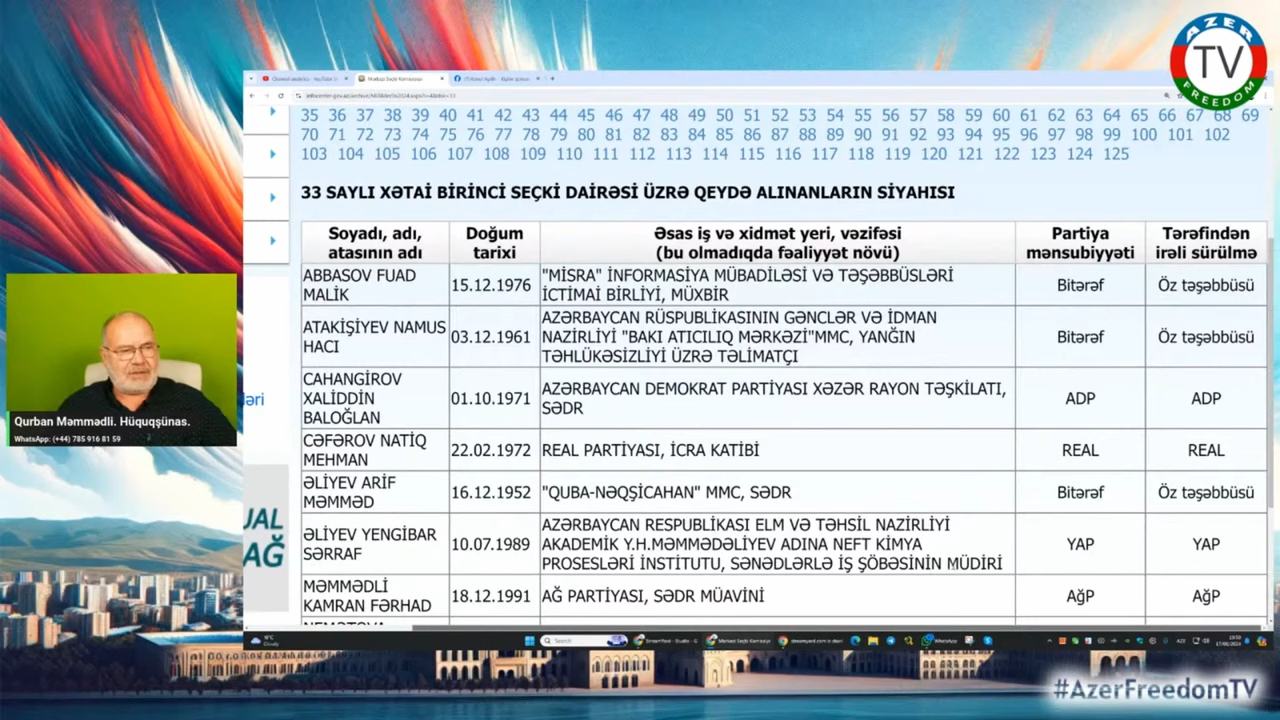 AZER
TV
FREEDOM
35 36 37 38 39 40 41 42 43 44 45 46 47 48 49 50 51 52 53 54 55 56 57 58 59 60 61 62 63 64 65 66 67 68 69
70 71 72 73 74 75 76 77 78 79 80 81 82 83 84 85 86 87 88 89 90 91 92 93 94 95 96 97 98 99 100 101 102
103 104 105 106 107 108 109 110 111 112 113 114 115 116 117 118 119 120 121 122 123 124 125
33 SAYLI XƏTAİ BİRİNCİ SEÇKİ DAİRƏSİ ÜZRƏ QEYDƏ ALINANLARIN SİYAHISI
Soyadı, adı,
atasının adı
Doğum
tarixi
Əsas iş və xidmət yeri, vəzifəsi
(bu olmadıqda fəaliyyət növü)
Partiya
mənsubiyyəti
Tərəfindən
irəli sürülmə
ABBASOV FUAD
MALİK
15.12.1976
"MİSRA" İNFORMASİYA MÜBADİLƏSİ VƏ TƏŞƏBBÜSLƏRİ
İCTİMAİ BİRLİYİ, MÜXBİR
Bitərəf
Öz təşəbbüsü
ATAKİŞİYEV NAMUS
HACI
03.12.1961
AZƏRBAYCAN RÜSPUBLİKASININ GƏNCLƏR VƏ İDMAN
NAZİRLİYİ "BAKI ATICILIQ MƏRKƏZİ"MMC, YANĞIN
TƏHLÜKƏSİZLİYİ ÜZRƏ TƏLİMATÇI
Bitərəf
Öz təşəbbüsü
CAHANGİROV
XALİDDİN
BALOĞLAN
01.10.1971
AZƏRBAYCAN DEMOKRAT PARTİYASI XƏZƏR RAYON TƏŞKİLATI,
SƏDR
ADP
ADP
CƏFƏROV NATİQ
MEHMAN
22.02.1972
REAL PARTİYASI, İCRA KATİBİ
REAL
REAL
ƏLİYEV ARİF
MƏMMƏD
16.12.1952
"QUBA-NƏQŞİCAHAN" MMC, SƏDR
Bitərəf
Öz təşəbbüsü
ƏLİYEV YENGİBAR
SƏRRAF
10.07.1989
AZƏRBAYCAN RESPUBLİKASI ELM VƏ TƏHSİL NAZİRLİYİ
AKADEMİK Y.H.MƏMMƏDƏLİYEV ADINA NEFT KİMYA
PROSESLƏRİ İNSTİTUTU, SƏNƏDLƏRLƏ İŞ ŞÖBƏSİNİN MÜDİRİ
YAP
YAP
MƏMMƏDLİ
KAMRAN FƏRHAD
18.12.1991
AĞ PARTİYASI, SƏDR MÜAVİNİ
AğP
AğP
Qurban Məmmədli. Hüquqşünas.
WhatsApp: (+44) 785 916 81 59
Search
WhatsApp
#AzerFreedomTV